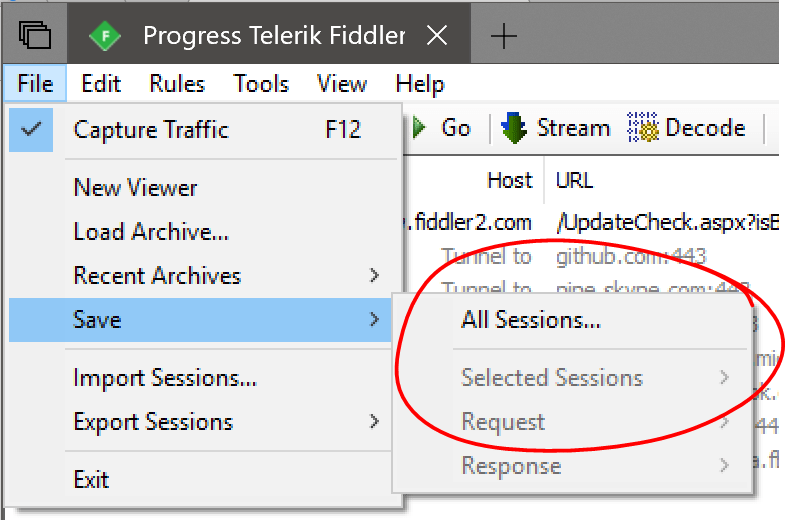 Progress Telerik Fiddler
File Edit Rules Tools View Help
Capture Traffic F12
Go Stream Decode
New Viewer
Host URL
Load Archive...
.fiddler2.com /UpdateCheck.aspx?isB
Tunnel to github.com:443
Recent Archives
Tunnel to pipe.skype.com:443
Save
All Sessions...
Import Sessions...
Selected Sessions
Export Sessions
Request
Response
Exit